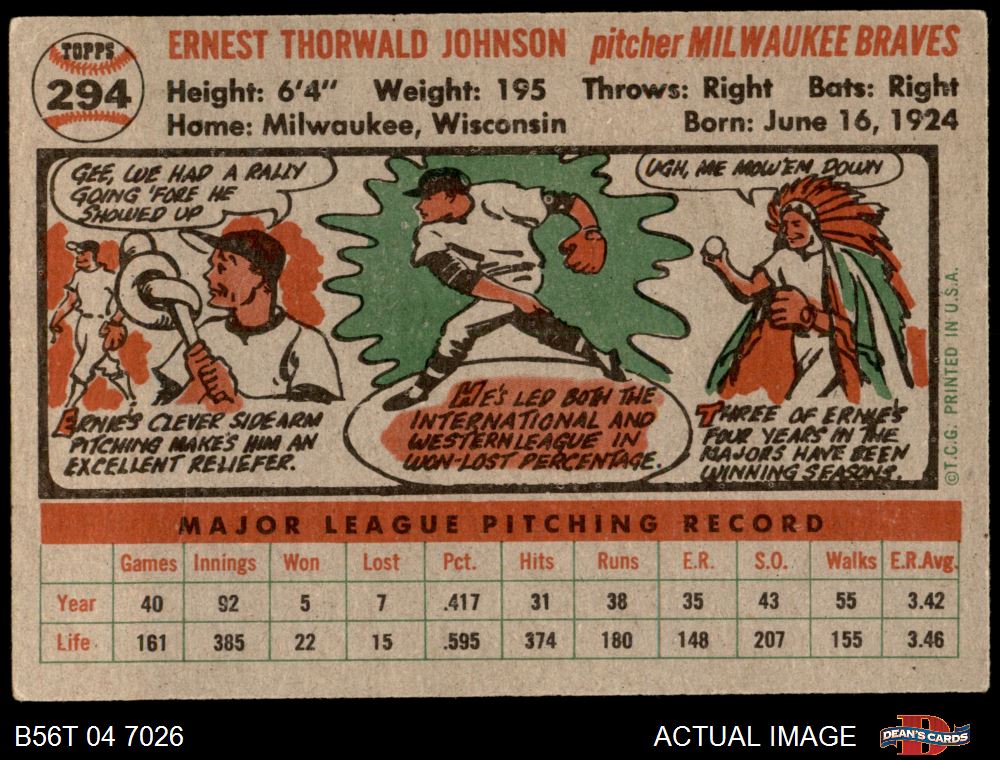 TOPPS
294
ERNEST THORWALD JOHNSON pitcher MILWAUKEE BRAVES
Height: 6'4" Weight: 195 Throws: Right Bats: Right
Home: Milwaukee, Wisconsin Born: June 16, 1924
GEE, WE HAD A RALLY
GOING 'FORE HE
SHOWED UP
UGH, ME MOW 'EM DOWN
ERNIE'S CLEVER SIDEARM
PITCHING MAKES HIM AN
EXCELLENT RELIEFER.
HE'S LED BOTH THE
INTERNATIONAL AND
WESTERN LEAGUE IN
WON-LOST PERCENTAGE.
THREE OF ERNIE'S
FOUR YEARS IN THE
MAJORS HAVE BEEN
WINNING SEASONS.
©T.C.G. PRINTED IN U.S.A.
MAJOR LEAGUE PITCHING RECORD
Games Innings Won Lost Pct. Hits Runs E.R. S.O. Walks E.R.Avg.
Year 40 92 5 7 .417 31 38 35 43 55 3.42
Life 161 385 22 15 .595 374 180 148 207 155 3.46
B56T 04 7026
ACTUAL IMAGE
DEAN'S CARDS